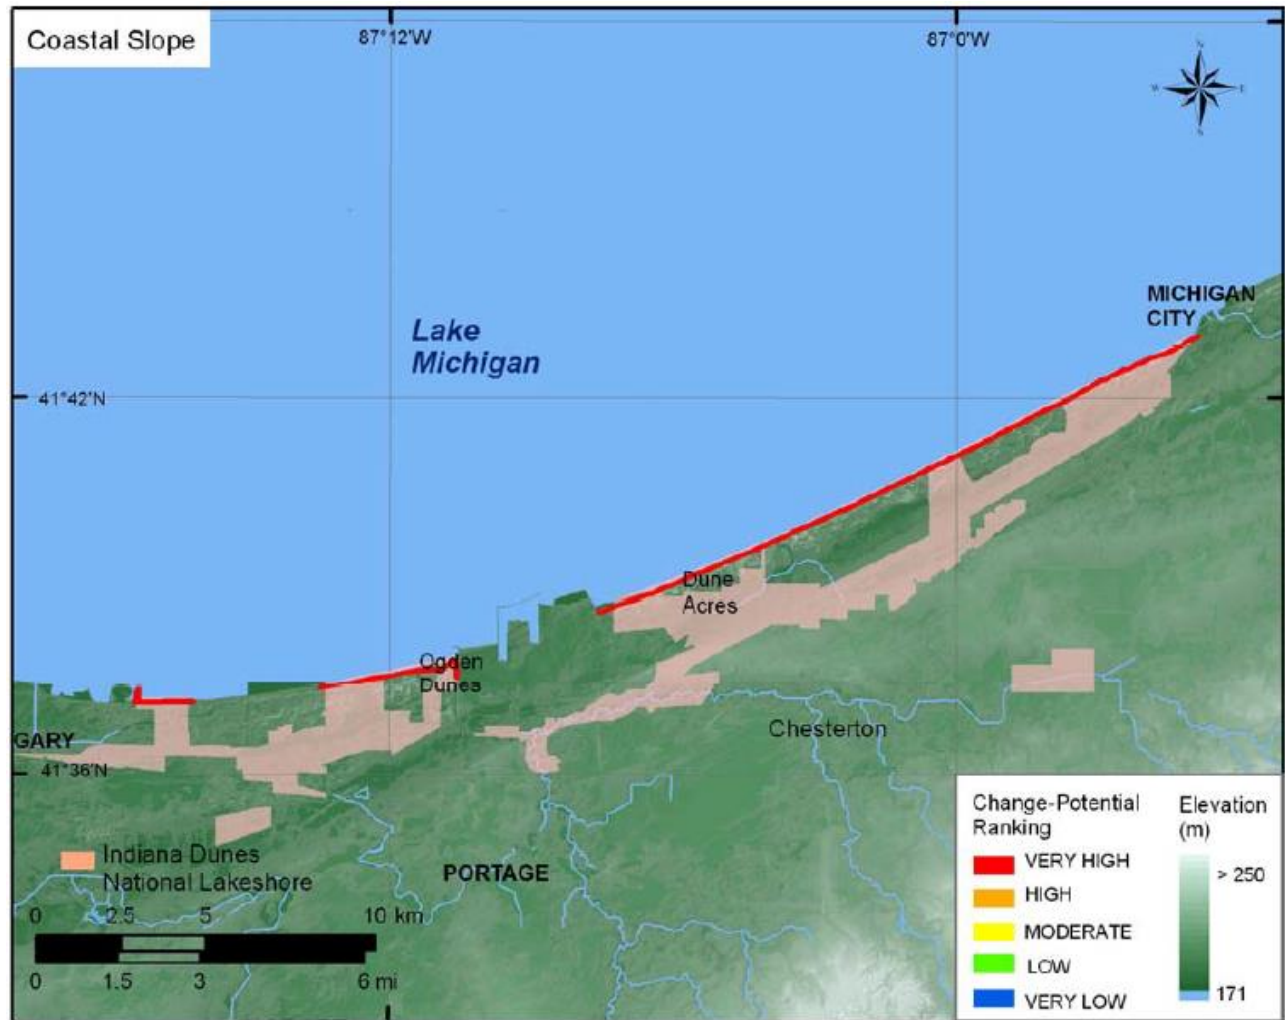 Coastal Slope
87°12'W
87°0'W
N
W
E
MICHIGAN
CITY
Lake
Michigan
41°42'N
Dune
Acres
Ogden
Dunes
Chesterton
GARY
41°36'N
PORTAGE
Indiana Dunes
National Lakeshore
0 2.5 5 10 km
0 1.5 3 6 mi
Change-Potential
Ranking
VERY HIGH
HIGH
MODERATE
LOW
VERY LOW
Elevation
(m)
> 250
171